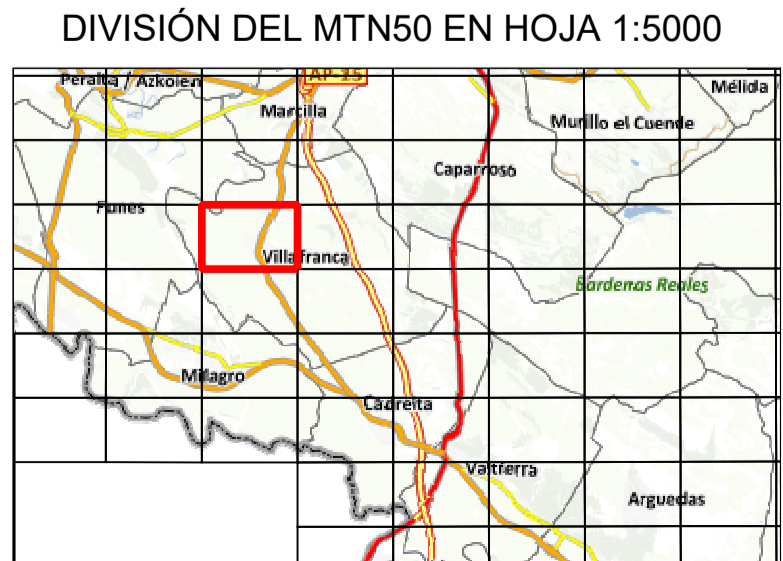 DIVISIÓN DEL MTN50 EN HOJA 1:5000
AP-15
Peralta / Azkoien
Mélida
Marcilla
Murillo el Cuende
Caparroso
Funes
Villafranca
Bardenas Reales
Milagro
Cadreita
Valtierra
Arguedas